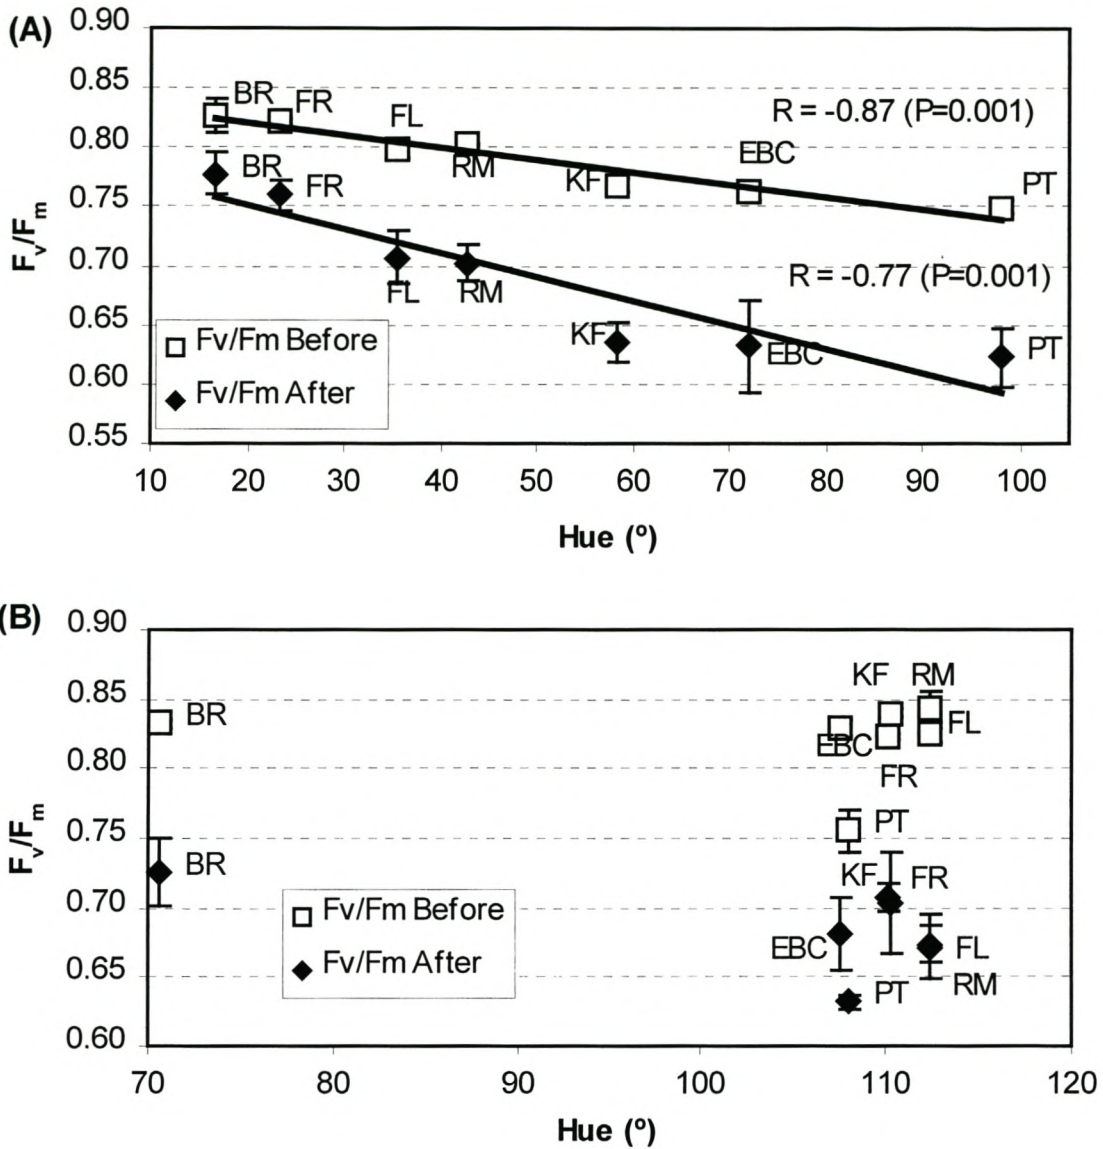 (A)
0.90
0.85
0.80
0.75
0.70
0.65
0.60
0.55
Fv/Fm
BR FR FL RM KF EBC PT
R = -0.87 (P=0.001)
BR FR FL RM KF EBC PT
R = -0.77 (P=0.001)
Fv/Fm Before
Fv/Fm After
10 20 30 40 50 60 70 80 90 100
Hue (º)
(B)
0.90
0.85
0.80
0.75
0.70
0.65
0.60
Fv/Fm
KF RM
BR EBC FL
FR
PT
BR KF FR
EBC FL
PT RM
Fv/Fm Before
Fv/Fm After
70 80 90 100 110 120
Hue (º)